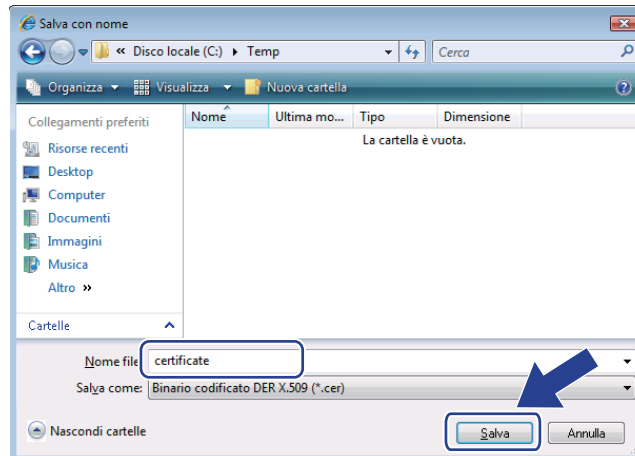 Salva con nome
« Disco locale (C:) Temp
Cerca
Organizza Visualizza Nuova cartella
Collegamenti preferiti
Risorse recenti
Desktop
Computer
Documenti
Immagini
Musica
Altro »
Cartelle
Nome Ultima mo... Tipo Dimensione
La cartella è vuota.
Nome file: certificate
Salva come: Binario codificato DER X.509 (*.cer)
Nascondi cartelle
Salva Annulla